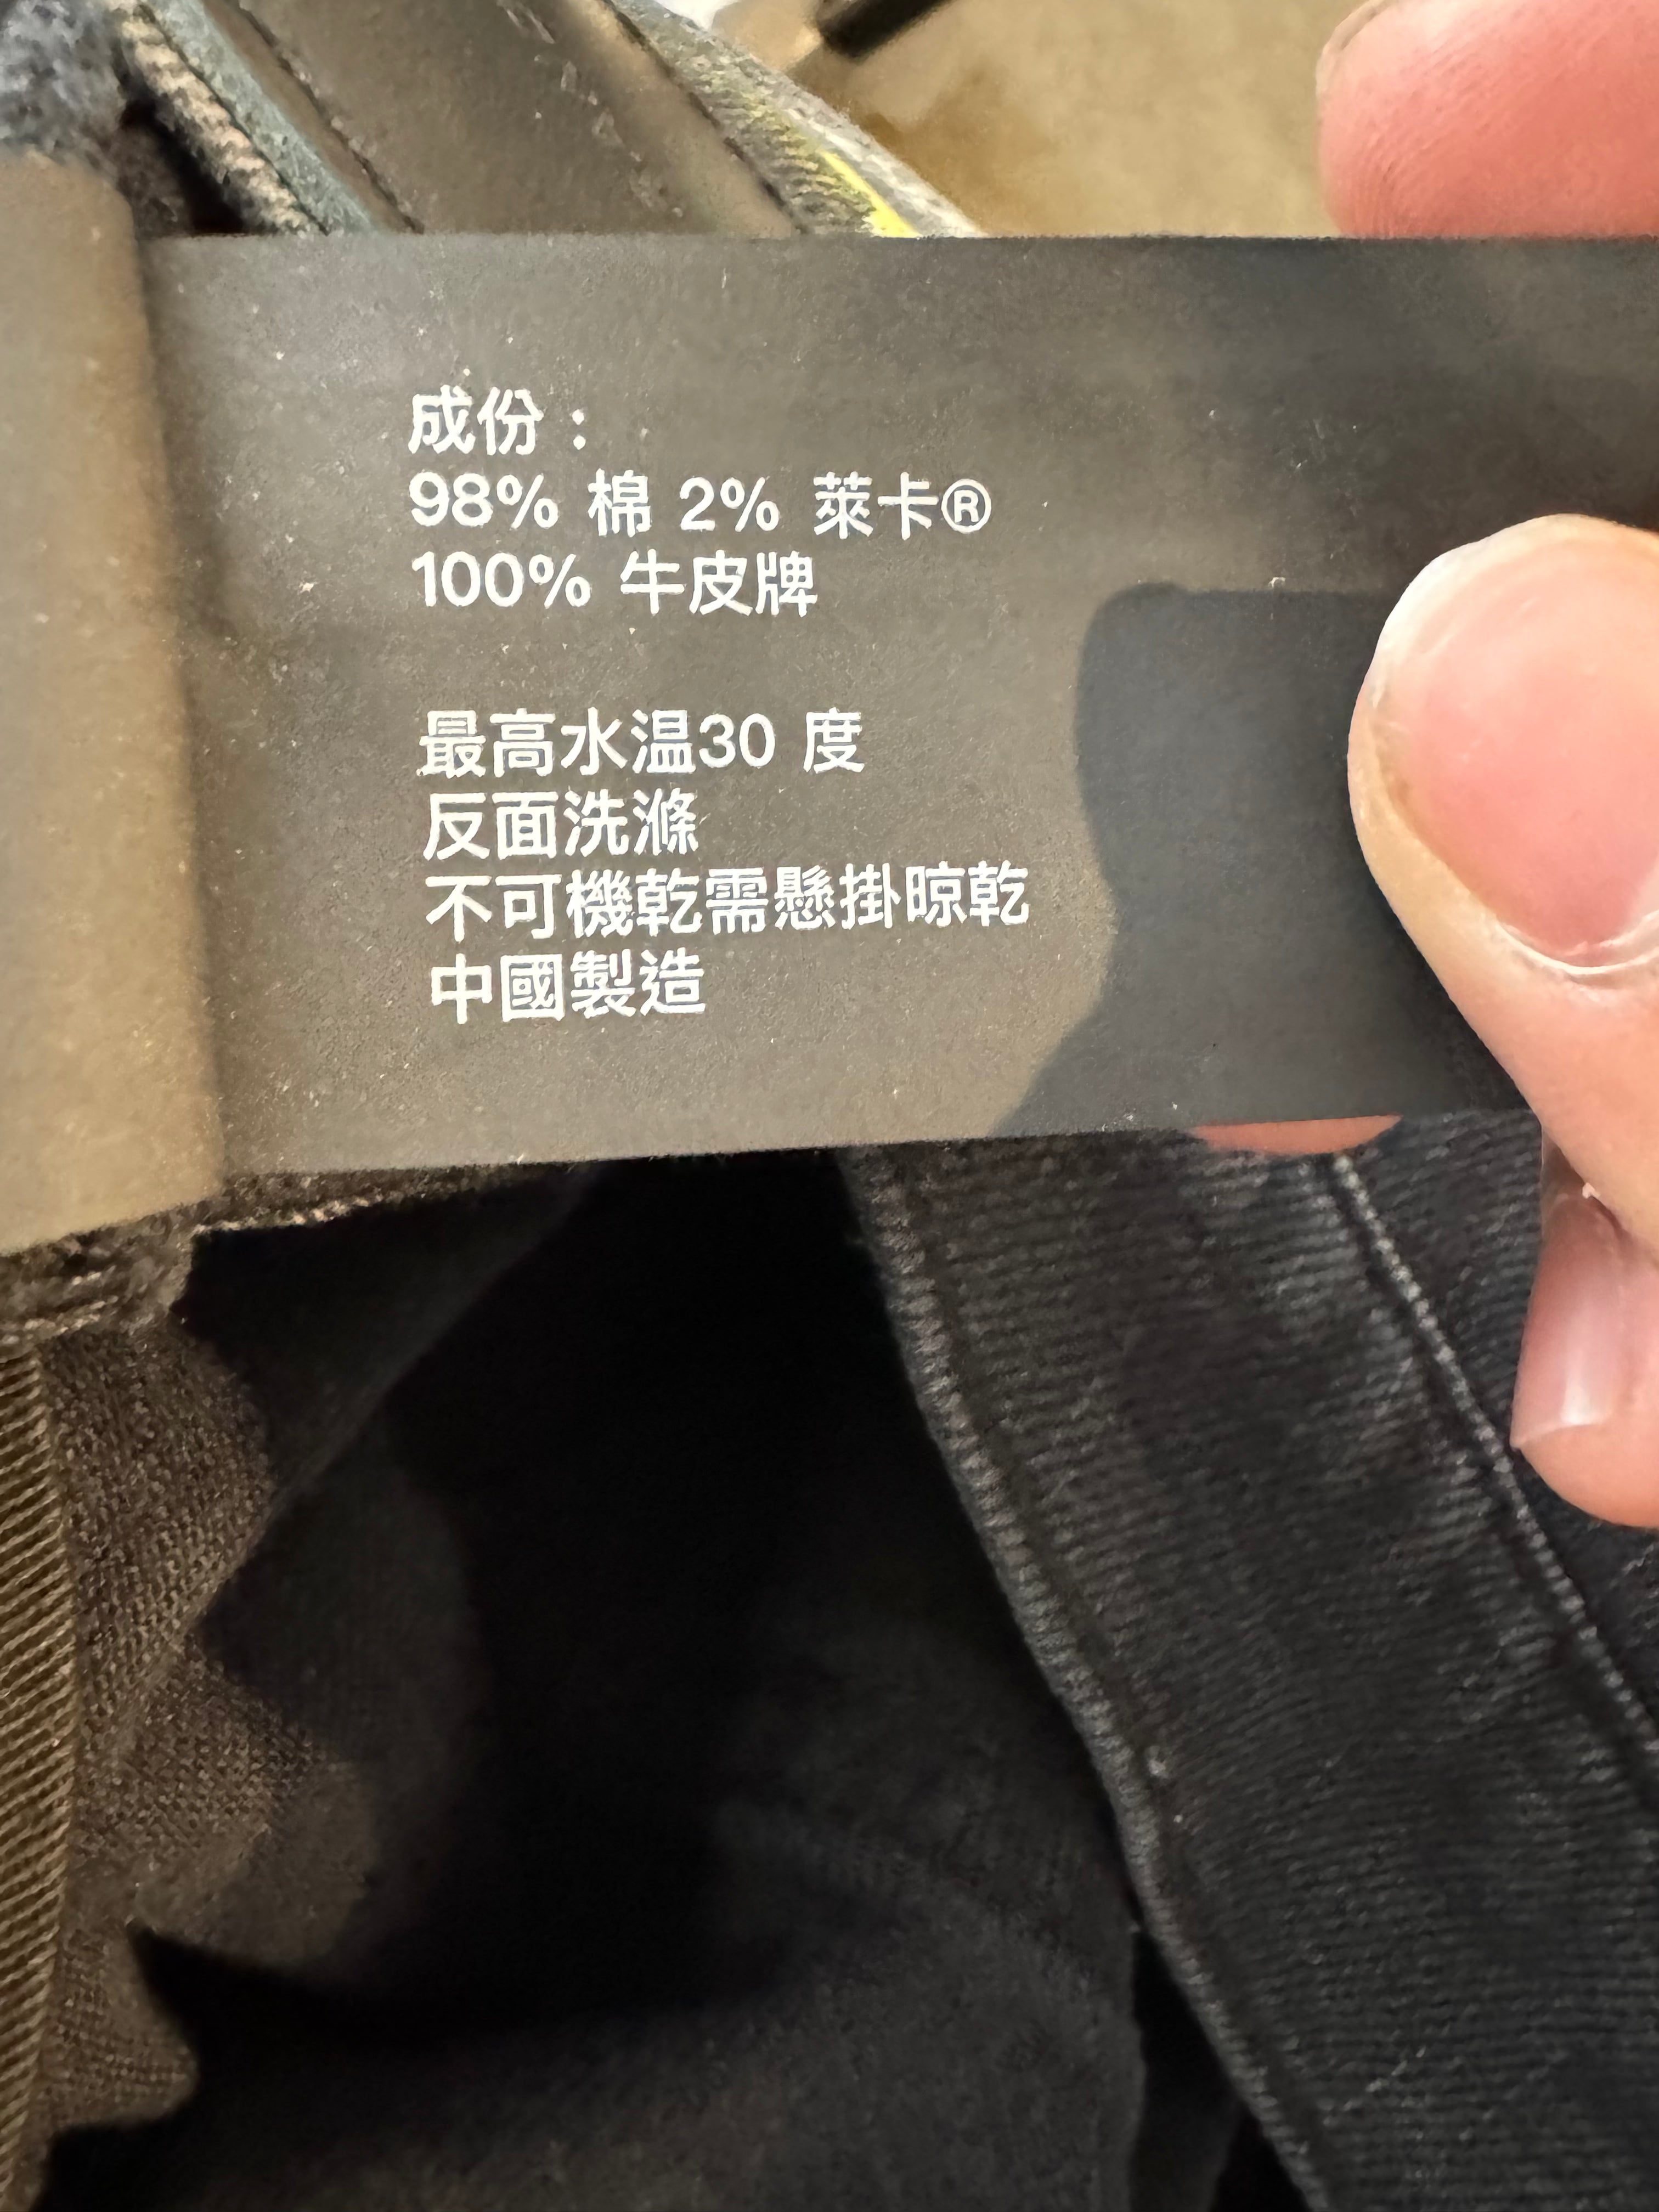 成份：
98% 棉 2% 萊卡®
100% 牛皮牌
最高水温30 度
反面洗滌
不可機乾需懸掛晾乾
中國製造